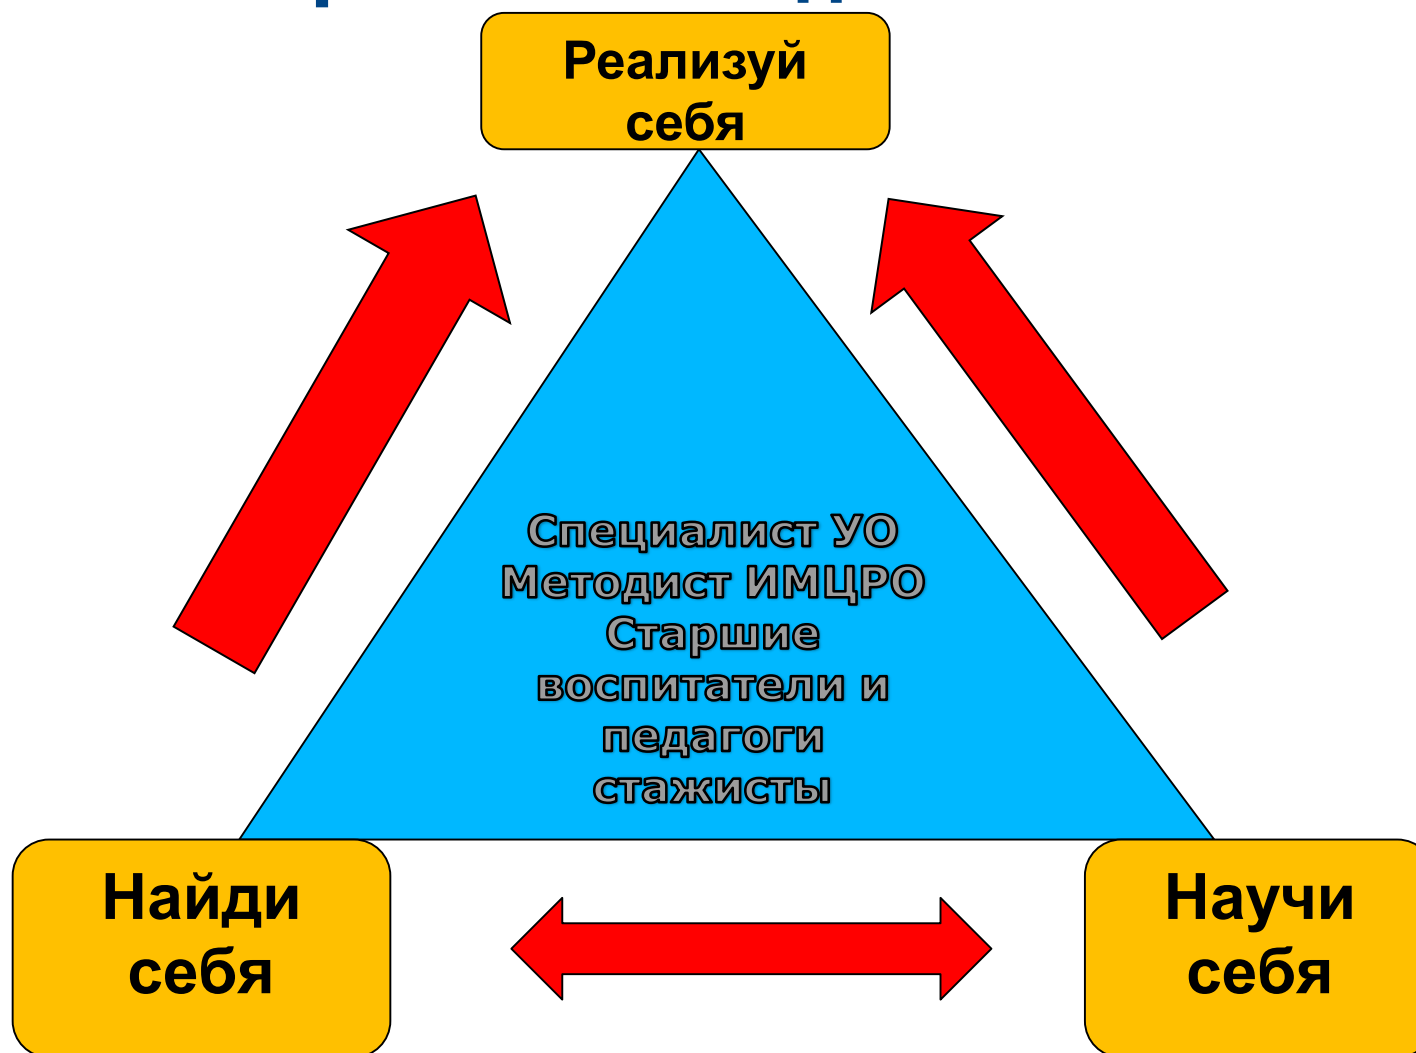 Реализуй
себя
Специалист УО
Методист ИМЦРО
Старшие
воспитатели и
педагоги
стажисты
Найди
себя
Научи
себя